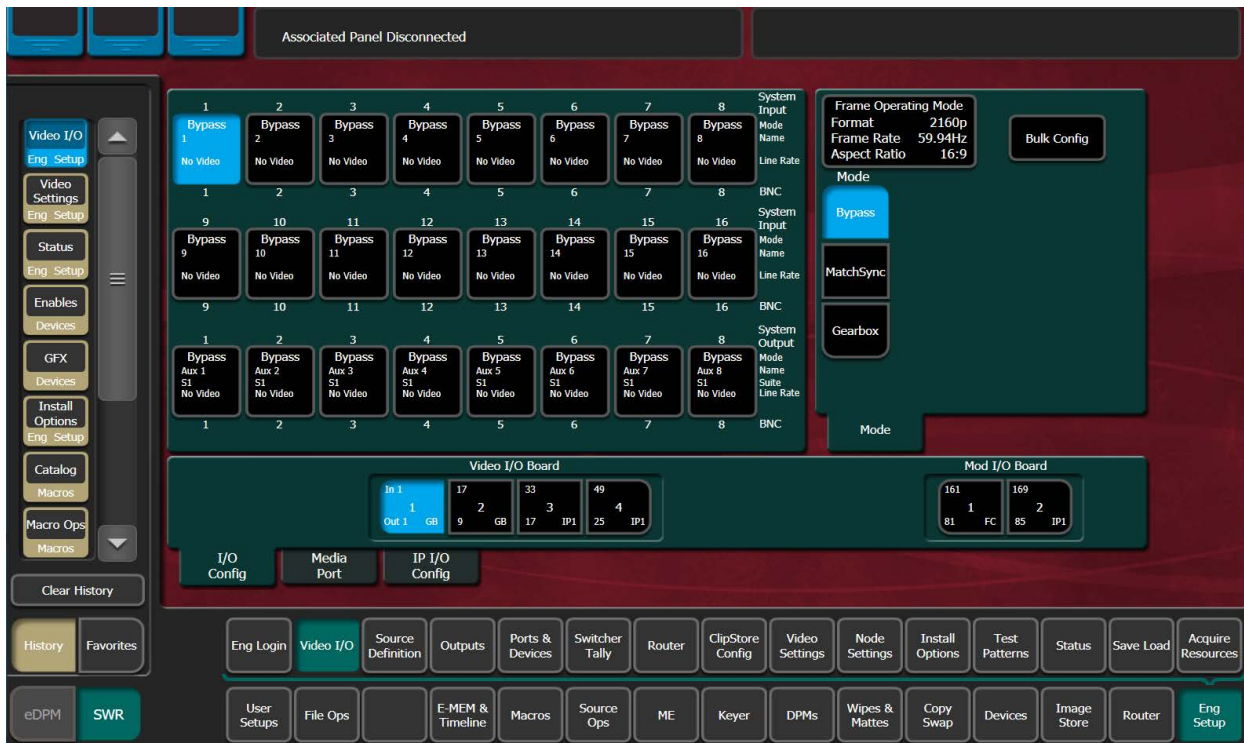 Associated Panel Disconnected
Video I/O
Eng Setup
Video
Settings
Eng Setup
Status
Eng Setup
Enables
Devices
GFX
Devices
Install
Options
Eng Setup
Catalog
Macros
Macro Ops
Macros
Clear History
History Favorites
eDPM SWR
1 2 3 4 5 6 7 8 System Input
Bypass Bypass Bypass Bypass Bypass Bypass Bypass Bypass Mode
1 2 3 4 5 6 7 8 Name
No Video No Video No Video No Video No Video No Video No Video No Video Line Rate
1 2 3 4 5 6 7 8 BNC
9 10 11 12 13 14 15 16 System Input
Bypass Bypass Bypass Bypass Bypass Bypass Bypass Bypass Mode
9 10 11 12 13 14 15 16 Name
No Video No Video No Video No Video No Video No Video No Video No Video Line Rate
9 10 11 12 13 14 15 16 BNC
1 2 3 4 5 6 7 8 System Output
Bypass Bypass Bypass Bypass Bypass Bypass Bypass Bypass Mode
Aux 1 Aux 2 Aux 3 Aux 4 Aux 5 Aux 6 Aux 7 Aux 8 Name
S1 S1 S1 S1 S1 S1 S1 S1 Suite
No Video No Video No Video No Video No Video No Video No Video No Video Line Rate
1 2 3 4 5 6 7 8 BNC
Frame Operating Mode
Format 2160p
Frame Rate 59.94Hz
Aspect Ratio 16:9
Bulk Config
Mode
Bypass
MatchSync
Gearbox
Mode
Video I/O Board Mod I/O Board
In 1 17 33 49 161 169
1 2 3 4 1 2
Out 1 GB 9 GB 17 IP1 25 IP1 81 FC 85 IP1
I/O Config
Media Port
IP I/O Config
Eng Login Video I/O Source Definition Outputs Ports & Devices Switcher Tally Router ClipStore Config Video Settings Node Settings Install Options Test Patterns Status Save Load Acquire Resources
User Setups File Ops E-MEM & Timeline Macros Source Ops ME Keyer DPMs Wipes & Mattes Copy Swap Devices Image Store Router Eng Setup